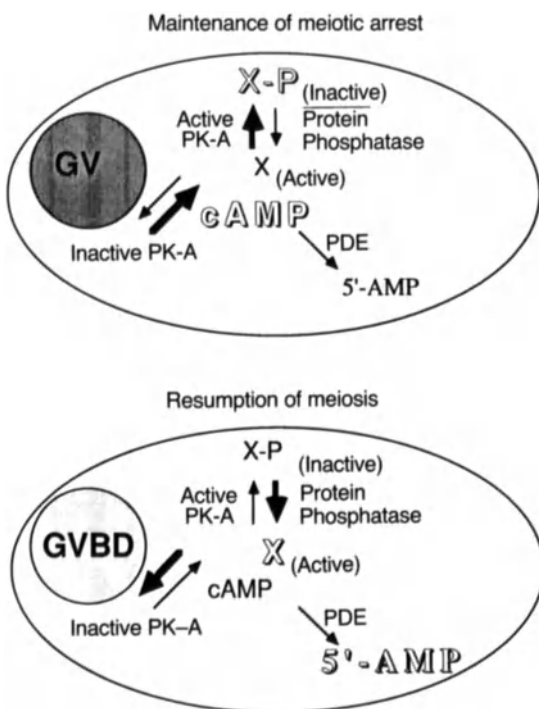 Maintenance of meiotic arrest
X-P (Inactive)
Active Protein
PK-A Phosphatase
X (Active)
GV
cAMP
Inactive PK-A
PDE
5'-AMP
Resumption of meiosis
X-P
(Inactive)
Active Protein
PK-A Phosphatase
GVBD
X (Active)
cAMP
Inactive PK–A
PDE
5'-AMP